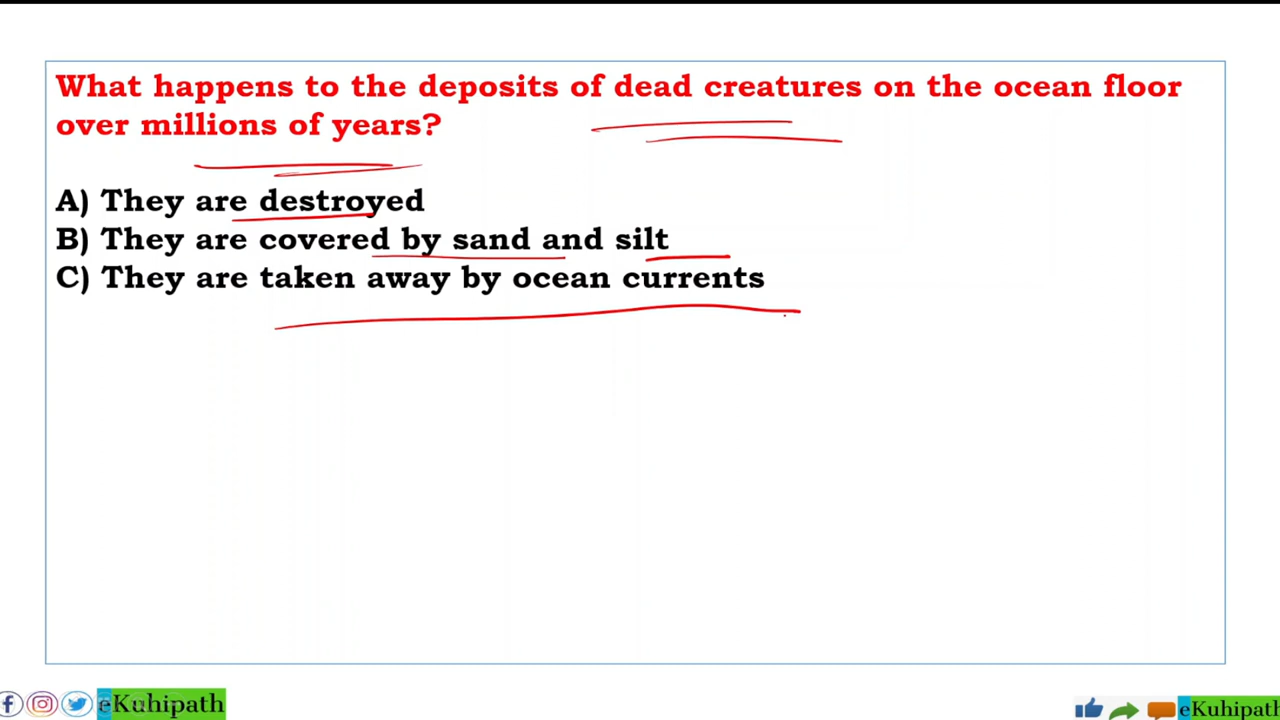 What happens to the deposits of dead creatures on the ocean floor
over millions of years?
A) They are destroyed
B) They are covered by sand and silt
C) They are taken away by ocean currents
eKuhipath
eKuhipath